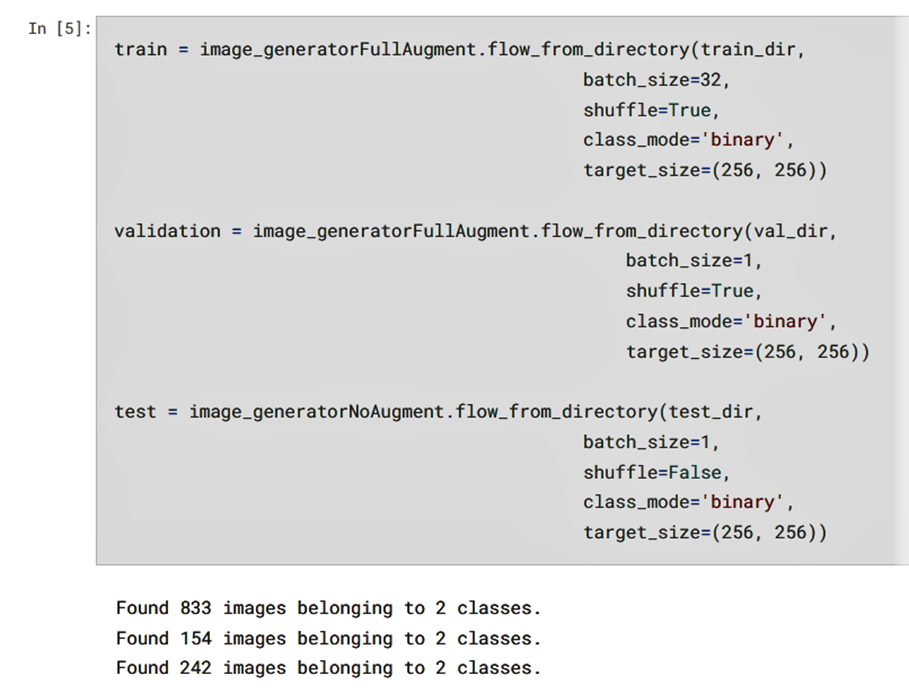 In [5]:
train = image_generatorFullAugment.flow_from_directory(train_dir,
batch_size=32,
shuffle=True,
class_mode='binary',
target_size=(256, 256))
validation = image_generatorFullAugment.flow_from_directory(val_dir,
batch_size=1,
shuffle=True,
class_mode='binary',
target_size=(256, 256))
test = image_generatorNoAugment.flow_from_directory(test_dir,
batch_size=1,
shuffle=False,
class_mode='binary',
target_size=(256, 256))
Found 833 images belonging to 2 classes.
Found 154 images belonging to 2 classes.
Found 242 images belonging to 2 classes.